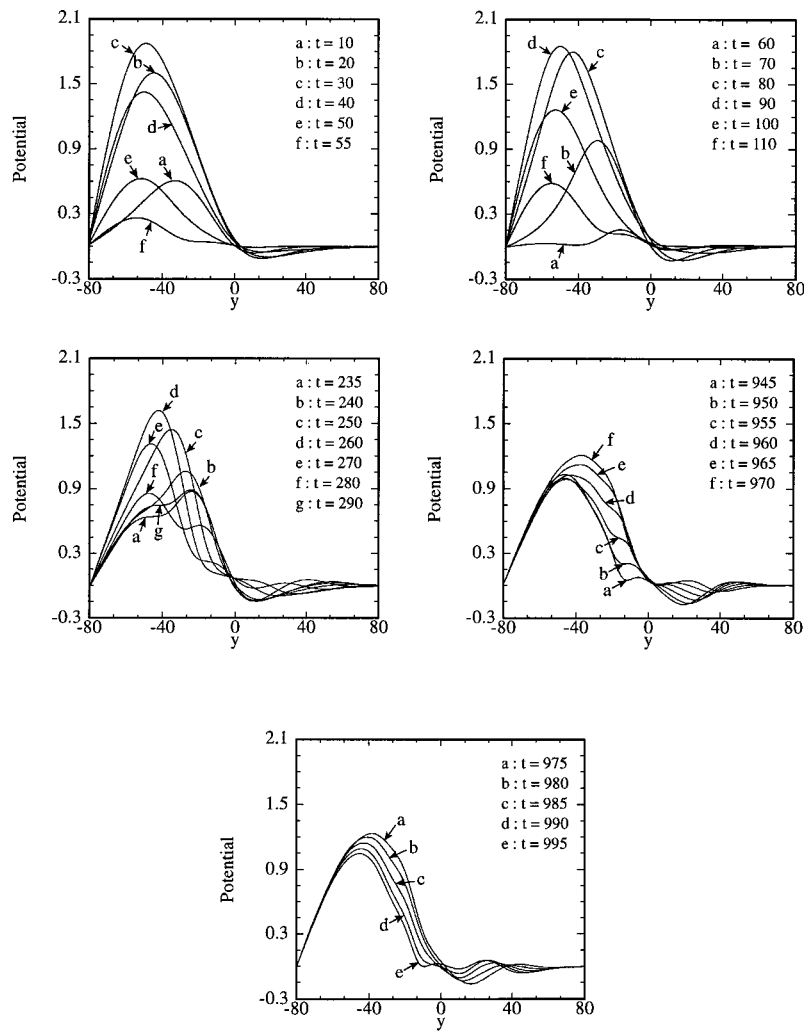 2.1
1.5
0.9
0.3
-0.3
Potential
-80 -40 0 40 80
y
a : t = 10
b : t = 20
c : t = 30
d : t = 40
e : t = 50
f : t = 55
c
b
d
e
a
f
2.1
1.5
0.9
0.3
-0.3
Potential
-80 -40 0 40 80
y
a : t = 60
b : t = 70
c : t = 80
d : t = 90
e : t = 100
f : t = 110
d
c
e
b
f
a
2.1
1.5
0.9
0.3
-0.3
Potential
-80 -40 0 40 80
y
a : t = 235
b : t = 240
c : t = 250
d : t = 260
e : t = 270
f : t = 280
g : t = 290
d
e
c
f
b
a
g
2.1
1.5
0.9
0.3
-0.3
Potential
-80 -40 0 40 80
y
a : t = 945
b : t = 950
c : t = 955
d : t = 960
e : t = 965
f : t = 970
f
e
d
c
b
a
2.1
1.5
0.9
0.3
-0.3
Potential
-80 -40 0 40 80
y
a : t = 975
b : t = 980
c : t = 985
d : t = 990
e : t = 995
a
b
c
d
e